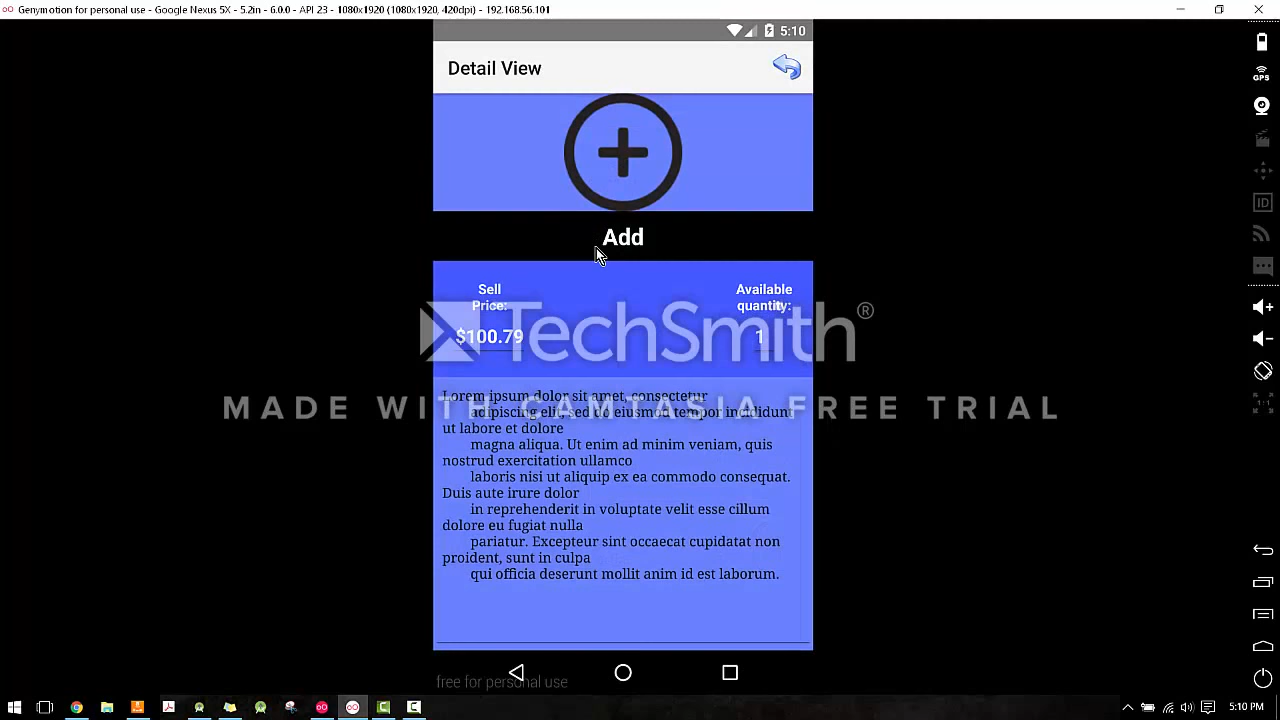 Genymotion for personal use - Google Nexus 5X - 5.2in - 6.0.0 - API 23 - 1080x1920 (1080x1920, 420dpi) - 192.168.56.101
5:10
Detail View
GPS
Add
ID
Sell
Price:
Available
quantity:
$100.79
1
TechSmith®
MADE WITH CAMTASIA FREE TRIAL
1:1
Lorem ipsum dolor sit amet, consectetur
adipiscing elit, sed do eiusmod tempor incididunt
ut labore et dolore
magna aliqua. Ut enim ad minim veniam, quis
nostrud exercitation ullamco
laboris nisi ut aliquip ex ea commodo consequat.
Duis aute irure dolor
in reprehenderit in voluptate velit esse cillum
dolore eu fugiat nulla
pariatur. Excepteur sint occaecat cupidatat non
proident, sunt in culpa
qui officia deserunt mollit anim id est laborum.
free for personal use
5:10 PM